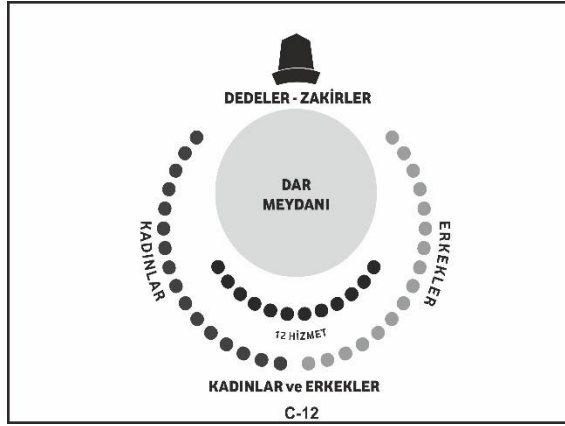 DEDELER - ZAKİRLER
DAR
MEYDANI
KADINLAR
ERKEKLER
12 HİZMET
KADINLAR ve ERKEKLER
C-12